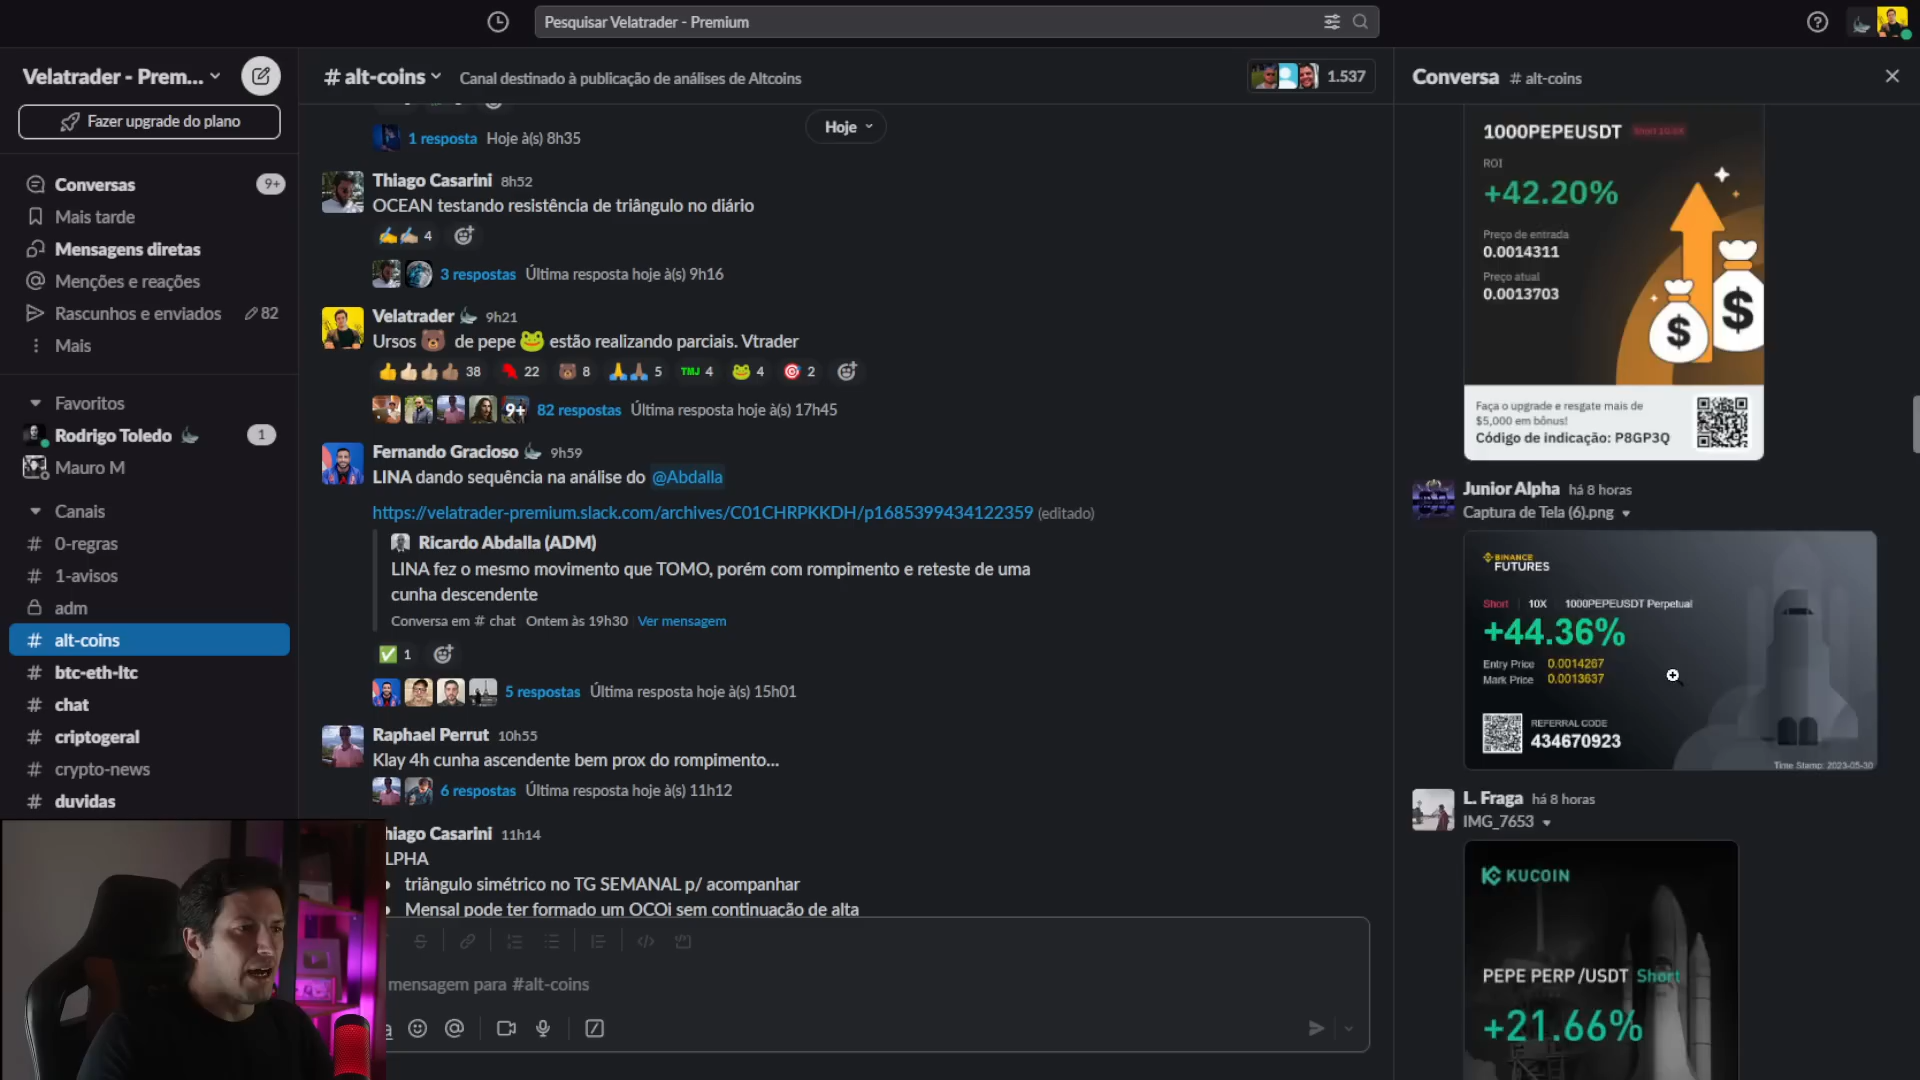 Pesquisar Velatrader - Premium
Velatrader - Prem...
Fazer upgrade do plano
Conversas 9+
Mais tarde
Mensagens diretas
Menções e reações
Rascunhos e enviados 82
Mais
Favoritos
Rodrigo Toledo 1
Mauro M
Canais
# 0-regras
# 1-avisos
adm
# alt-coins
# btc-eth-ltc
# chat
# criptogeral
# crypto-news
# duvidas
# alt-coins Canal destinado à publicação de análises de Altcoins 1.537
Hoje
1 resposta Hoje à(s) 8h35
Thiago Casarini 8h52
OCEAN testando resistência de triângulo no diário
4
3 respostas Última resposta hoje à(s) 9h16
Velatrader 9h21
Ursos 🐻 de pepe 🐸 estão realizando parciais. Vtrader
38 22 8 5 TMJ 4 4 2
9+ 82 respostas Última resposta hoje à(s) 17h45
Fernando Gracioso 9h59
LINA dando sequência na análise do @Abdalla
https://velatrader-premium.slack.com/archives/C01CHRPKKDH/p1685399434122359 (editado)
Ricardo Abdalla (ADM)
LINA fez o mesmo movimento que TOMO, porém com rompimento e reteste de uma
cunha descendente
Conversa em # chat Ontem às 19h30 Ver mensagem
1
5 respostas Última resposta hoje à(s) 15h01
Raphael Perrut 10h55
Klay 4h cunha ascendente bem prox do rompimento...
6 respostas Última resposta hoje à(s) 11h12
hiago Casarini 11h14
LPHA
triângulo simétrico no TG SEMANAL p/ acompanhar
Mensal pode ter formado um OCOi sem continuação de alta
mensagem para #alt-coins
Conversa # alt-coins
1000PEPEUSDT
ROI
+42.20%
Preço de entrada
0.0014311
Preço atual
0.0013703
Faça o upgrade e resgate mais de
$5,000 em bônus!
Código de indicação: P8GP3Q
Junior Alpha há 8 horas
Captura de Tela (6).png
BINANCE
FUTURES
Short 10X 1000PEPEUSDT Perpetual
+44.36%
Entry Price 0.0014267
Mark Price 0.0013637
REFERRAL CODE
434670923
Time Stamp: 2023-05-30
L. Fraga há 8 horas
IMG_7653
KUCOIN
PEPE PERP /USDT Short
+21.66%